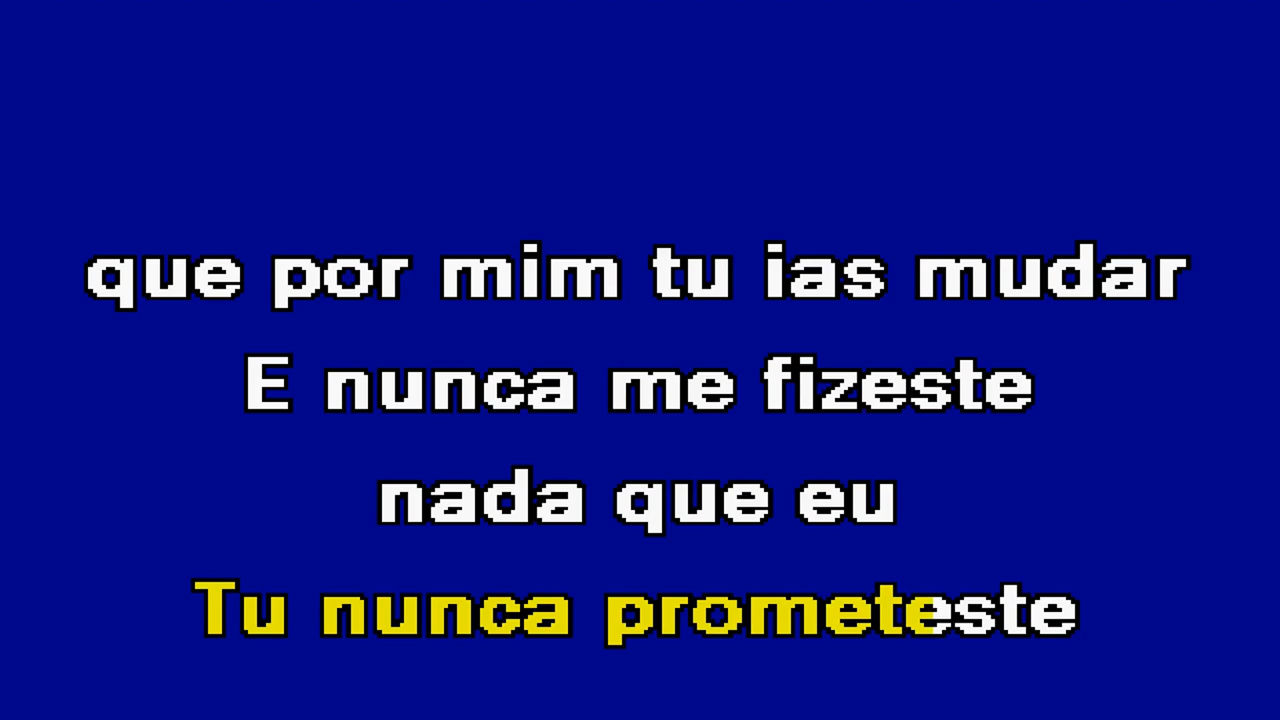 que por mim tu ias mudar
E nunca me fizeste
nada que eu
Tu nunca prometeste